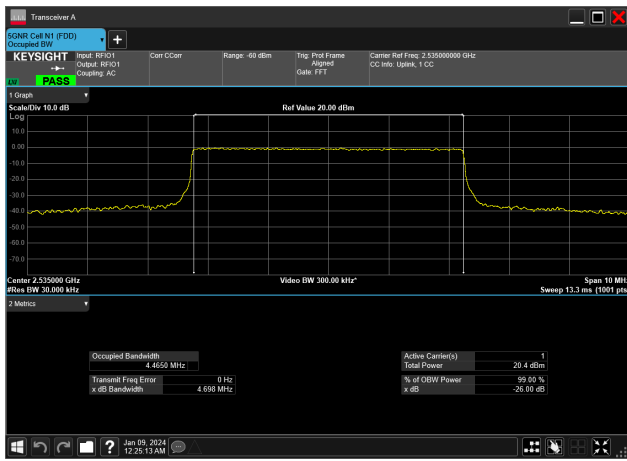 Transceiver A
5GNR Cell N1 (FDD)
Occupied BW
+
KEYSIGHT
Input: RFIO1
Output: RFIO1
Coupling: AC
Corr CCorr
Range: -60 dBm
Trig: Prot Frame
Aligned
Gate: FFT
Carrier Ref Freq: 2.535000000 GHz
CC Info: Uplink, 1 CC
PASS
1 Graph
Scale/Div 10.0 dB
Ref Value 20.00 dBm
Log
10.0
0.00
-10.0
-20.0
-30.0
-40.0
-50.0
-60.0
-70.0
Center 2.535000 GHz
Video BW 300.00 kHz*
Span 10 MHz
#Res BW 30.000 kHz
Sweep 13.3 ms (1001 pts
2 Metrics
Occupied Bandwidth
4.4650 MHz
Transmit Freq Error 0 Hz
x dB Bandwidth 4.698 MHz
Active Carrier(s) 1
Total Power 20.4 dBm
% of OBW Power 99.00 %
x dB -26.00 dB
?
Jan 09, 2024
12:25:13 AM